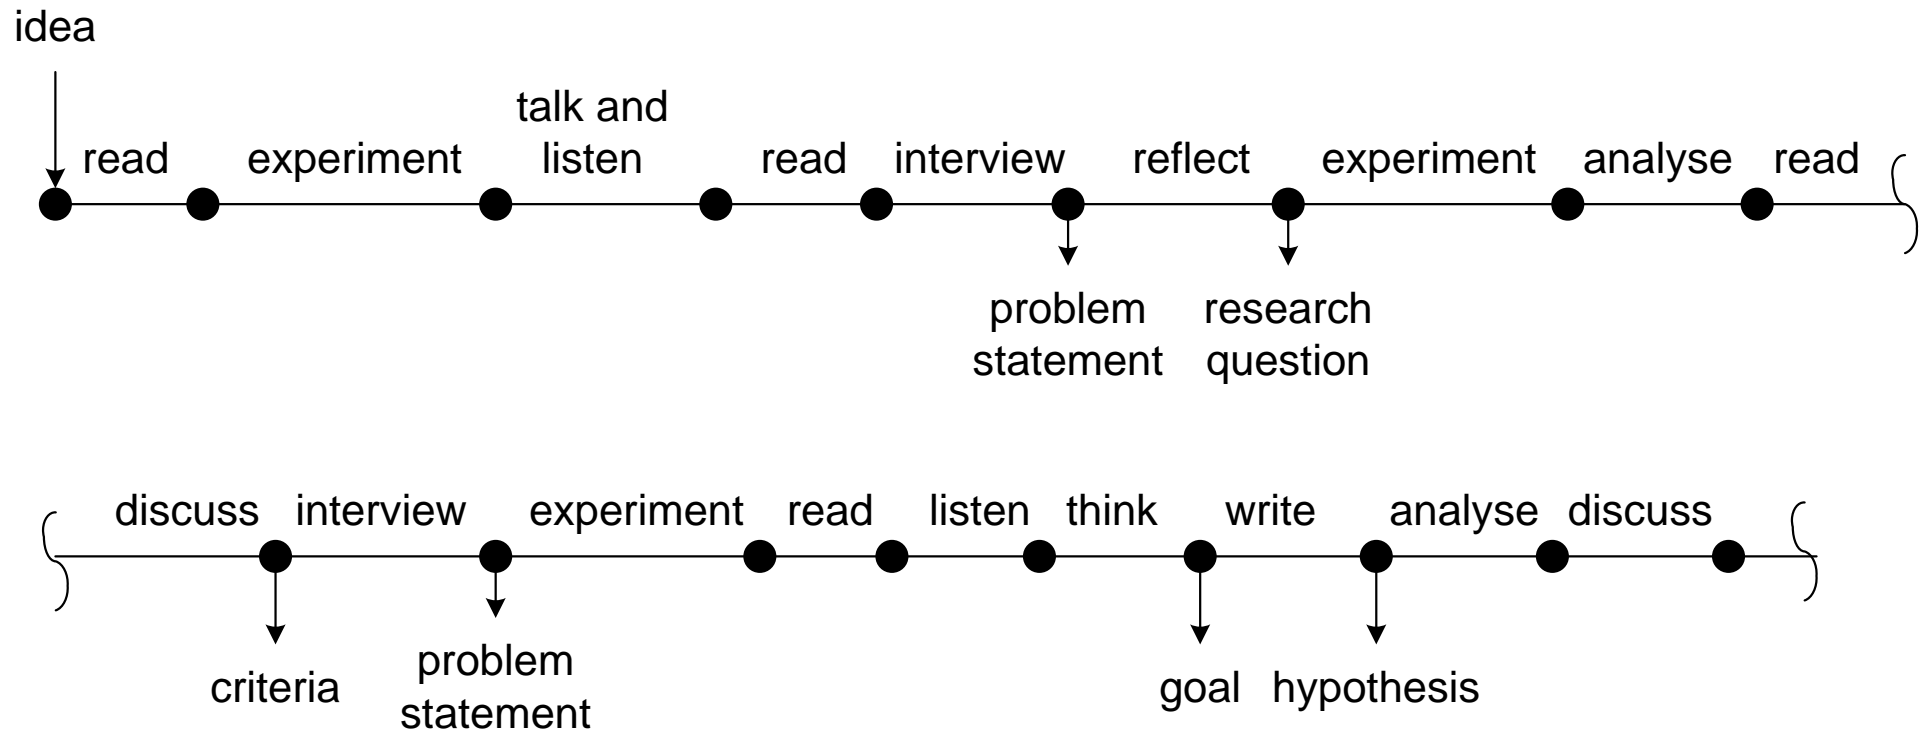 idea
talk and
read experiment listen read interview reflect experiment analyse read
problem research
statement question
discuss interview experiment read listen think write analyse discuss
problem
criteria goal hypothesis
statement